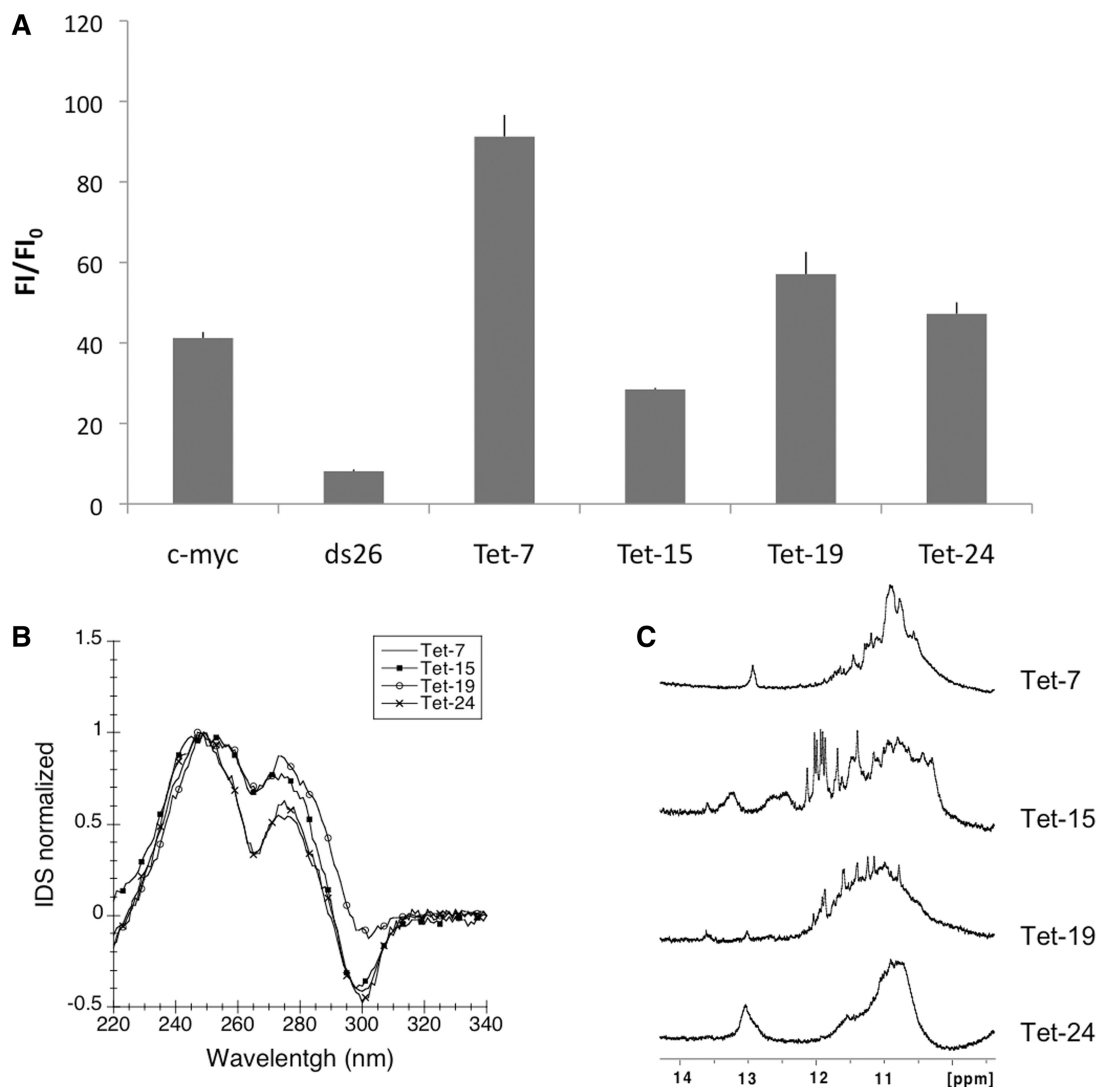 A
120
100
80
60
40
20
0
FI/FI0
c-myc ds26 Tet-7 Tet-15 Tet-19 Tet-24
B
1.5
1
0.5
0
-0.5
IDS normalized
Tet-7
Tet-15
Tet-19
Tet-24
220 240 260 280 300 320 340
Wavelentgh (nm)
C
Tet-7
Tet-15
Tet-19
Tet-24
14 13 12 11 [ppm]